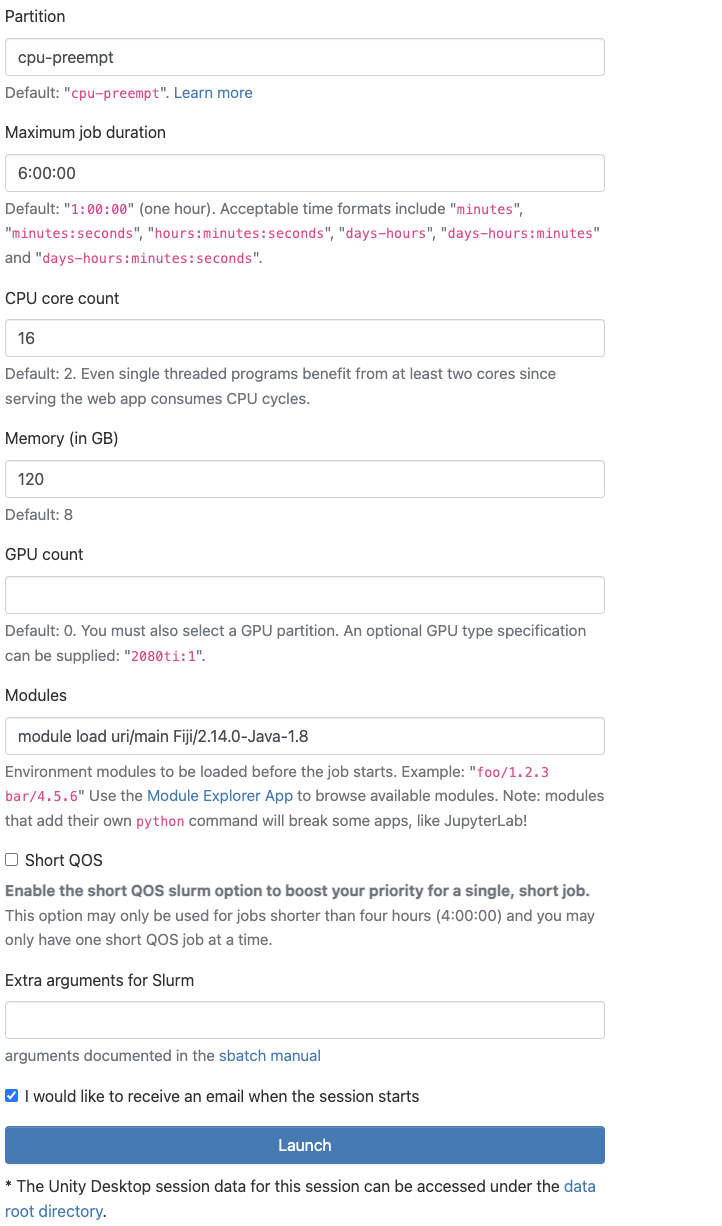 Partition
cpu-preempt
Default: "cpu-preempt". Learn more
Maximum job duration
6:00:00
Default: "1:00:00" (one hour). Acceptable time formats include "minutes",
"minutes:seconds", "hours:minutes:seconds", "days-hours", "days-hours:minutes"
and "days-hours:minutes:seconds".
CPU core count
16
Default: 2. Even single threaded programs benefit from at least two cores since
serving the web app consumes CPU cycles.
Memory (in GB)
120
Default: 8
GPU count
Default: 0. You must also select a GPU partition. An optional GPU type specification
can be supplied: "2080ti:1".
Modules
module load uri/main Fiji/2.14.0-Java-1.8
Environment modules to be loaded before the job starts. Example: "foo/1.2.3
bar/4.5.6" Use the Module Explorer App to browse available modules. Note: modules
that add their own python command will break some apps, like JupyterLab!
Short QOS
Enable the short QOS slurm option to boost your priority for a single, short job.
This option may only be used for jobs shorter than four hours (4:00:00) and you may
only have one short QOS job at a time.
Extra arguments for Slurm
arguments documented in the sbatch manual
I would like to receive an email when the session starts
Launch
* The Unity Desktop session data for this session can be accessed under the data
root directory.